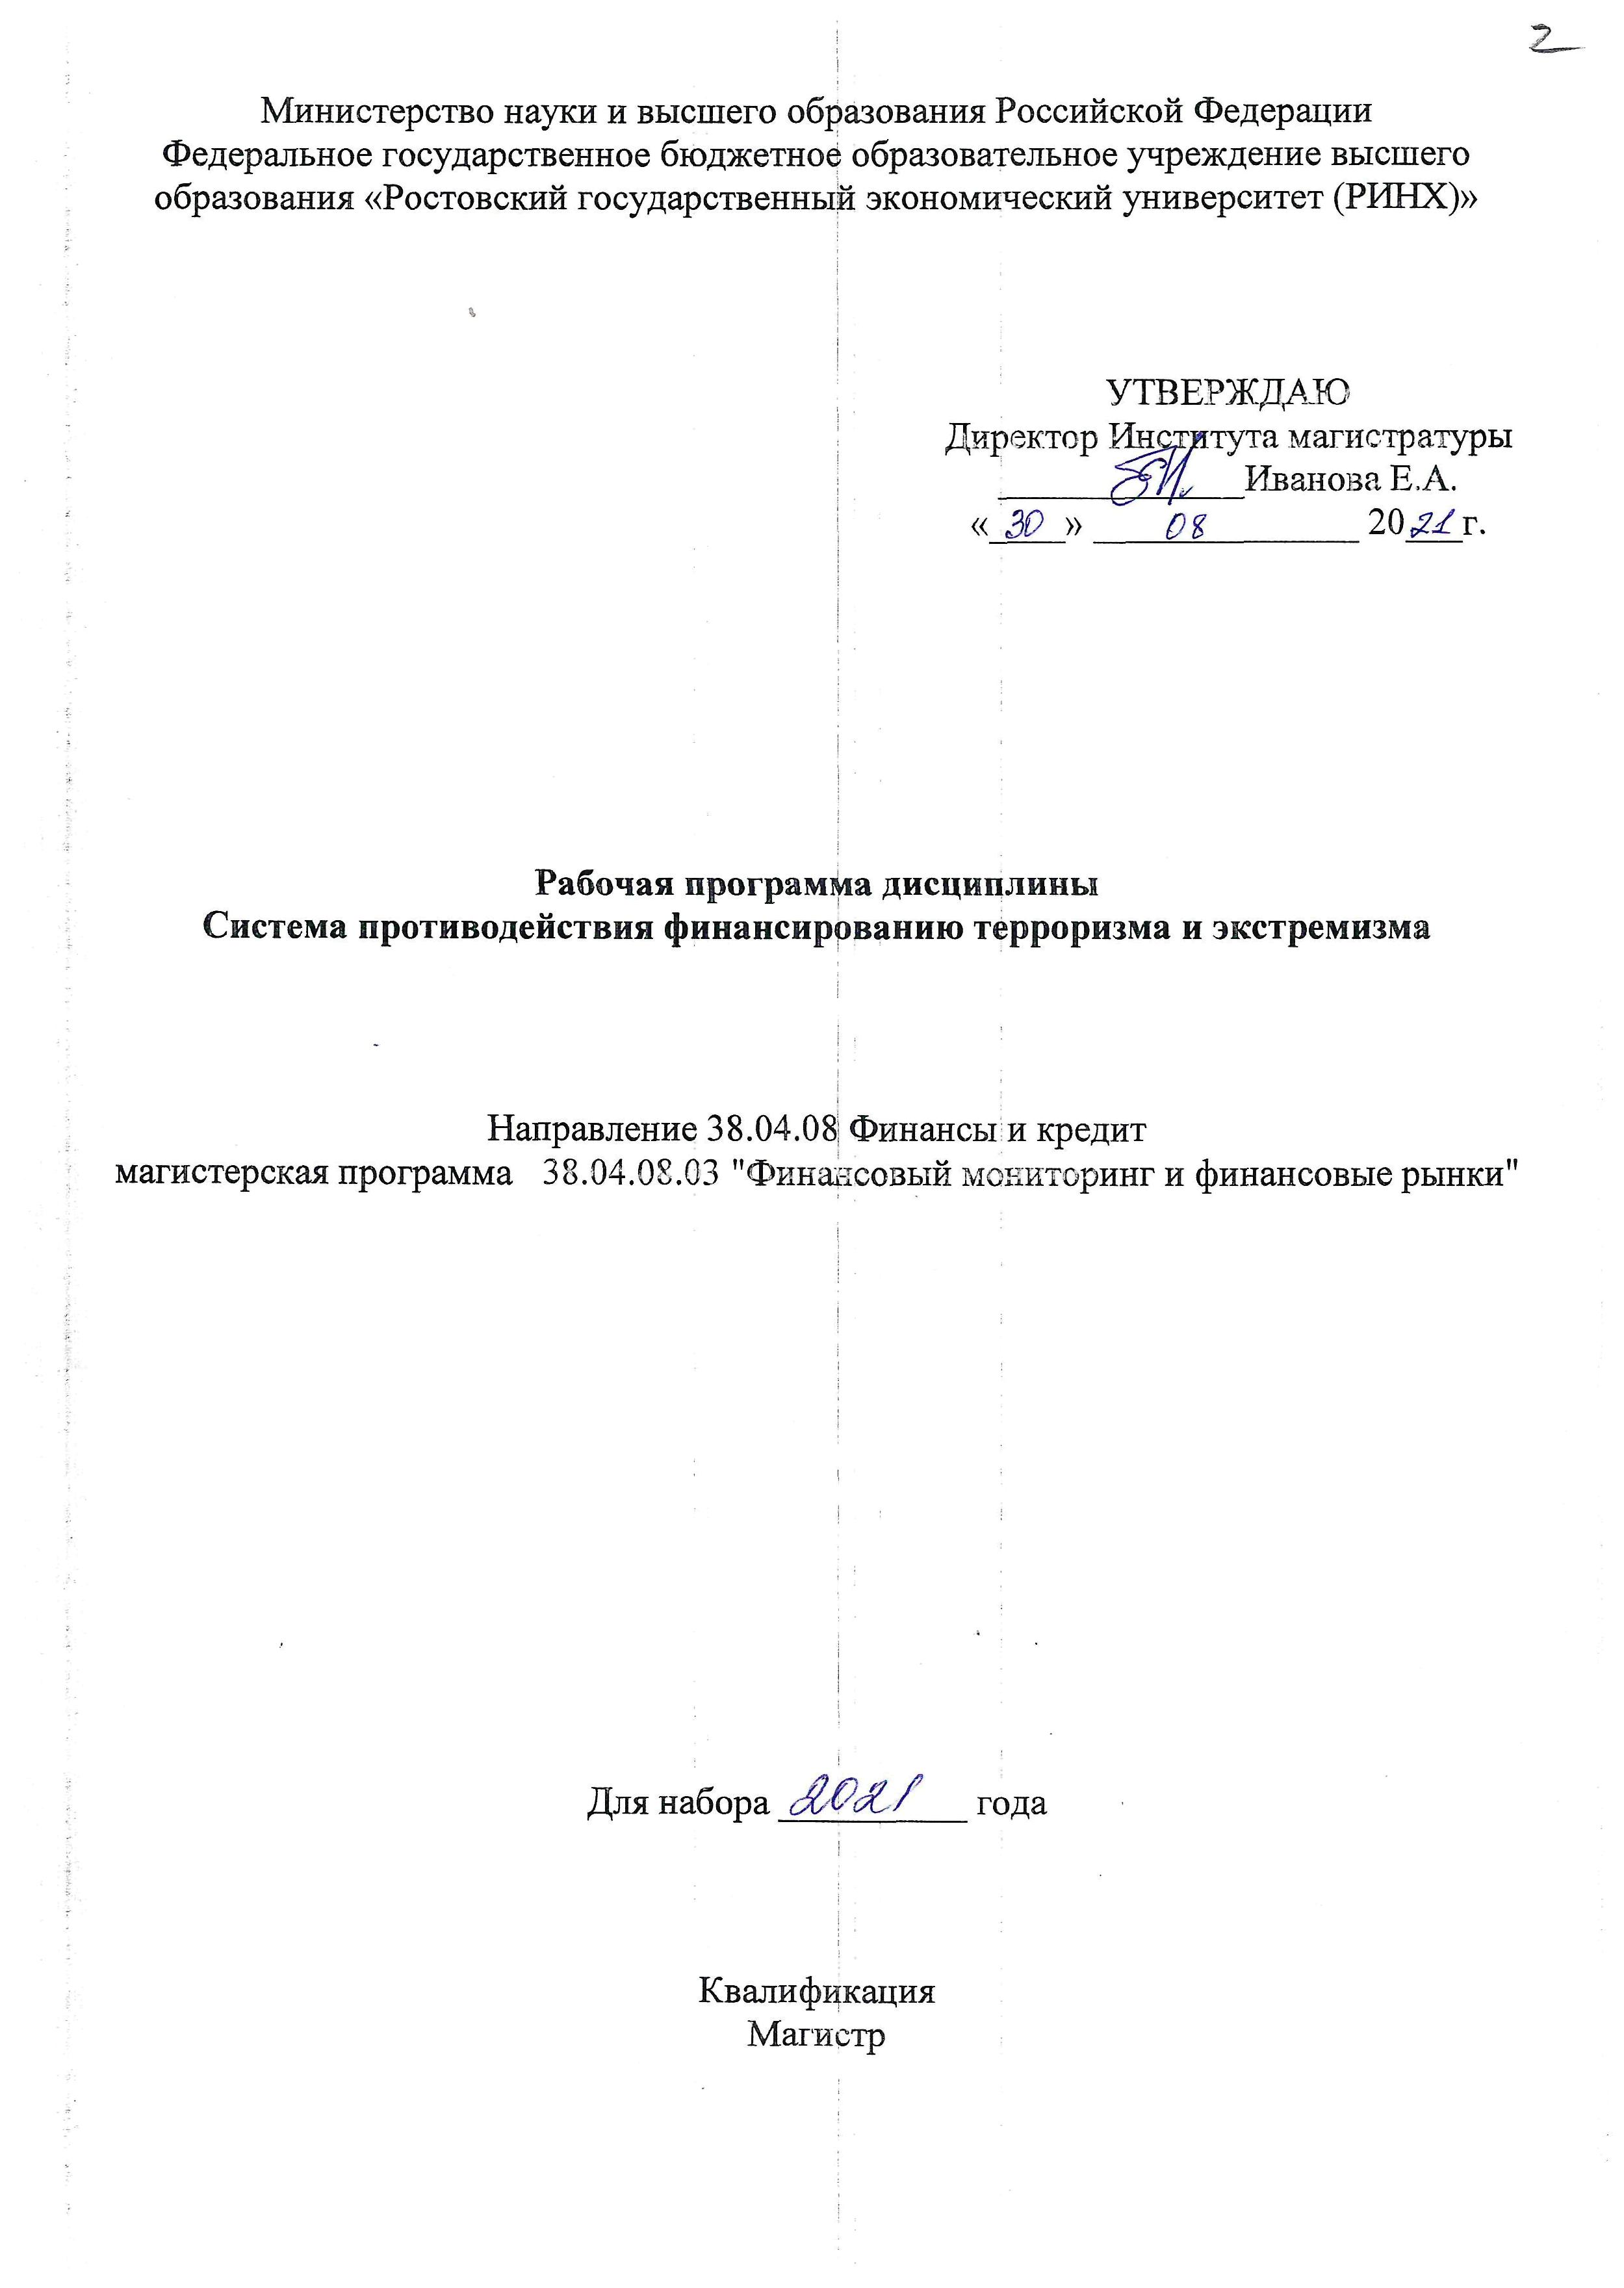 2
Министерство науки и высшего образования Российской Федерации
Федеральное государственное бюджетное образовательное учреждение высшего
образования «Ростовский государственный экономический университет (РИНХ)»
УТВЕРЖДАЮ
Директор Института магистратуры
Иванова Е.А.
«30» 08 2021 г.
Рабочая программа дисциплины
Система противодействия финансированию терроризма и экстремизма
Направление 38.04.08 Финансы и кредит
магистерская программа 38.04.08.03 "Финансовый мониторинг и финансовые рынки"
Для набора 2021 года
Квалификация
Магистр